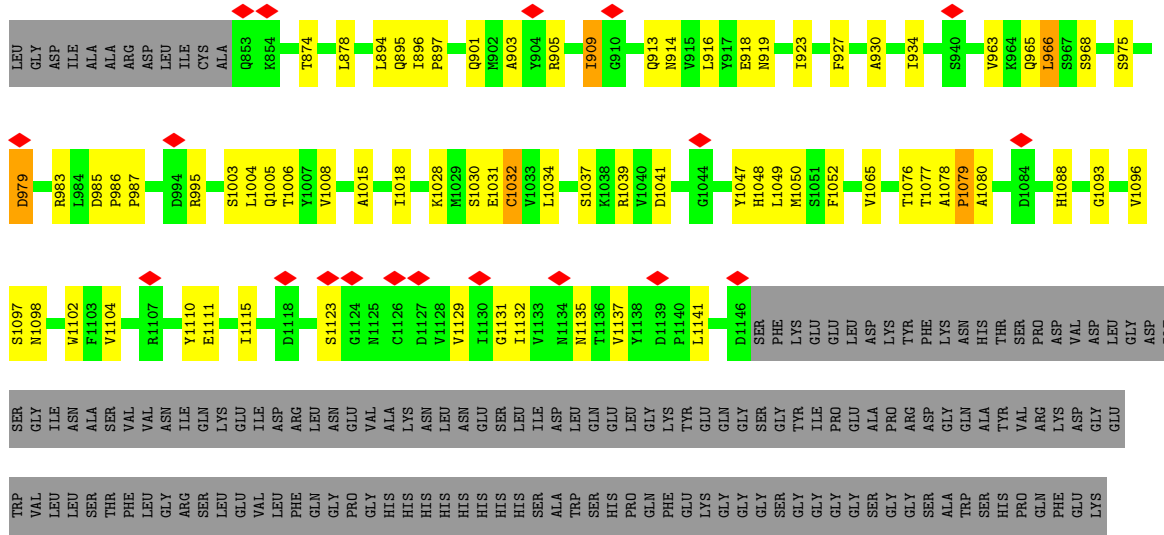 LEU GLY ASP ILE ALA ALA ARG ASP LEU ILE CYS ALA Q853 K854 T874 L878 L894 Q895 I896 P897 Q901 M902 A903 Y904 R905 I909 G910 Q913 N914 V915 L916 Y917 E918 N919 I923 F927 A930 I934 S940 V963 K964 Q965 L966 S967 S968 S975
D979 R983 L984 D985 P986 P987 D994 R995 S1003 L1004 Q1005 T1006 Y1007 V1008 A1015 I1018 K1028 M1029 S1030 E1031 C1032 V1033 L1034 S1037 K1038 R1039 V1040 D1041 G1044 Y1047 H1048 L1049 M1050 S1051 F1052 V1065 T1076 T1077 A1078 P1079 A1080 D1084 H1088 G1093 V1096
S1097 N1098 W1102 F1103 V1104 R1107 Y1110 E1111 I1115 D1118 S1123 G1124 N1125 C1126 D1127 V1128 V1129 I1130 G1131 I1132 V1133 N1134 N1135 T1136 V1137 Y1138 D1139 P1140 L1141 D1146 SER PHE LYS GLU GLU LEU ASP LYS TYR PHE LYS ASN HIS THR SER PRO ASP VAL ASP LEU GLY ASP
SER GLY ILE ASN ALA SER VAL VAL ASN ILE GLN LYS GLU ILE ASP ARG LEU ASN GLU VAL ALA LYS ASN LEU ASN GLU SER LEU ILE ASP LEU GLN GLU LEU GLY LYS TYR GLU GLN GLY SER GLY TYR ILE PRO GLU ALA PRO ARG ASP GLY GLN ALA TYR VAL ARG LYS ASP GLY GLU
TRP VAL LEU LEU SER THR PHE LEU GLY ARG SER LEU GLU VAL LEU PHE GLN GLY PRO GLY HIS HIS HIS HIS HIS HIS HIS HIS SER ALA TRP SER HIS PRO GLN PHE GLU LYS GLY GLY GLY SER GLY GLY GLY GLY SER GLY GLY SER ALA TRP SER HIS PRO GLN PHE GLU LYS